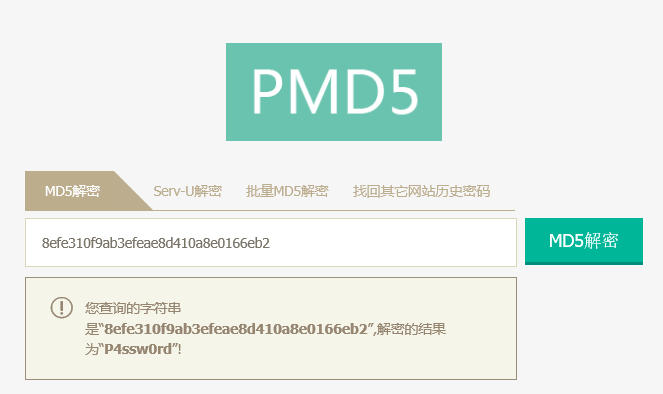 PMD5
MD5解密 Serv-U解密 批量MD5解密 找回其它网站历史密码
8efe310f9ab3efeae8d410a8e0166eb2 MD5解密
您查询的字符串
是“8efe310f9ab3efeae8d410a8e0166eb2”,解密的结果
为“P4ssw0rd”!